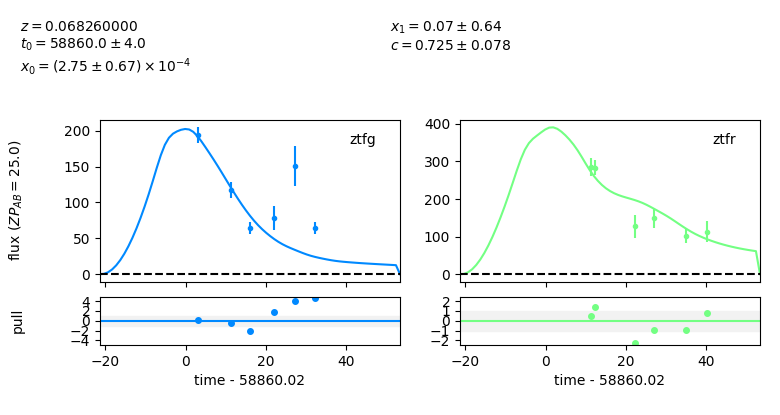 z = 0.068260000
t₀ = 58860.0 ± 4.0
x₀ = (2.75 ± 0.67) × 10⁻⁴
x₁ = 0.07 ± 0.64
c = 0.725 ± 0.078
flux (ZP_AB = 25.0)
200
150
100
50
0
ztfg
400
300
200
100
0
ztfr
pull
4
2
0
−2
−4
2
1
0
−1
−2
−20 0 20 40
time - 58860.02
−20 0 20 40
time - 58860.02